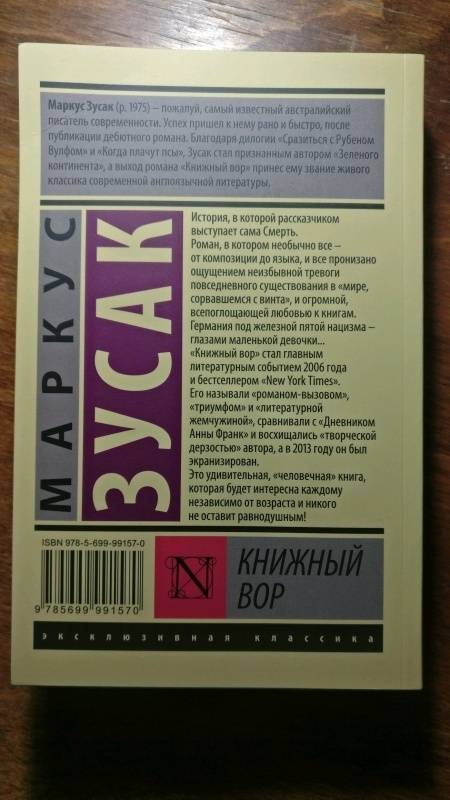 Маркус Зусак (р. 1975) – пожалуй, самый известный австралийский
писатель современности. Успех пришел к нему рано и быстро, после
публикации дебютного романа. Благодаря дилогии «Сразиться с Рубеном
Вулфом» и «Когда плачут псы», Зусак стал признанным автором «Зеленого
континента», а выход романа «Книжный вор» принес ему звание живого
классика современной англоязычной литературы.
МАРКУС
ЗУСАК
История, в которой рассказчиком
выступает сама Смерть.
Роман, в котором необычно все –
от композиции до языка, и все пронизано
ощущением неизбывной тревоги
повседневного существования в «мире,
сорвавшемся с винта», и огромной,
всепоглощающей любовью к книгам.
Германия под железной пятой нацизма –
глазами маленькой девочки...
«Книжный вор» стал главным
литературным событием 2006 года
и бестселлером «New York Times».
Его называли «романом-вызовом»,
«триумфом» и «литературной
жемчужиной», сравнивали с «Дневником
Анны Франк» и восхищались «творческой
дерзостью» автора, а в 2013 году он был
экранизирован.
Это удивительная, «человечная» книга,
которая будет интересна каждому
независимо от возраста и никого
не оставит равнодушным!
ISBN 978-5-699-99157-0
9 785699 991570
N
КНИЖНЫЙ
ВОР
эксклюзивная классика